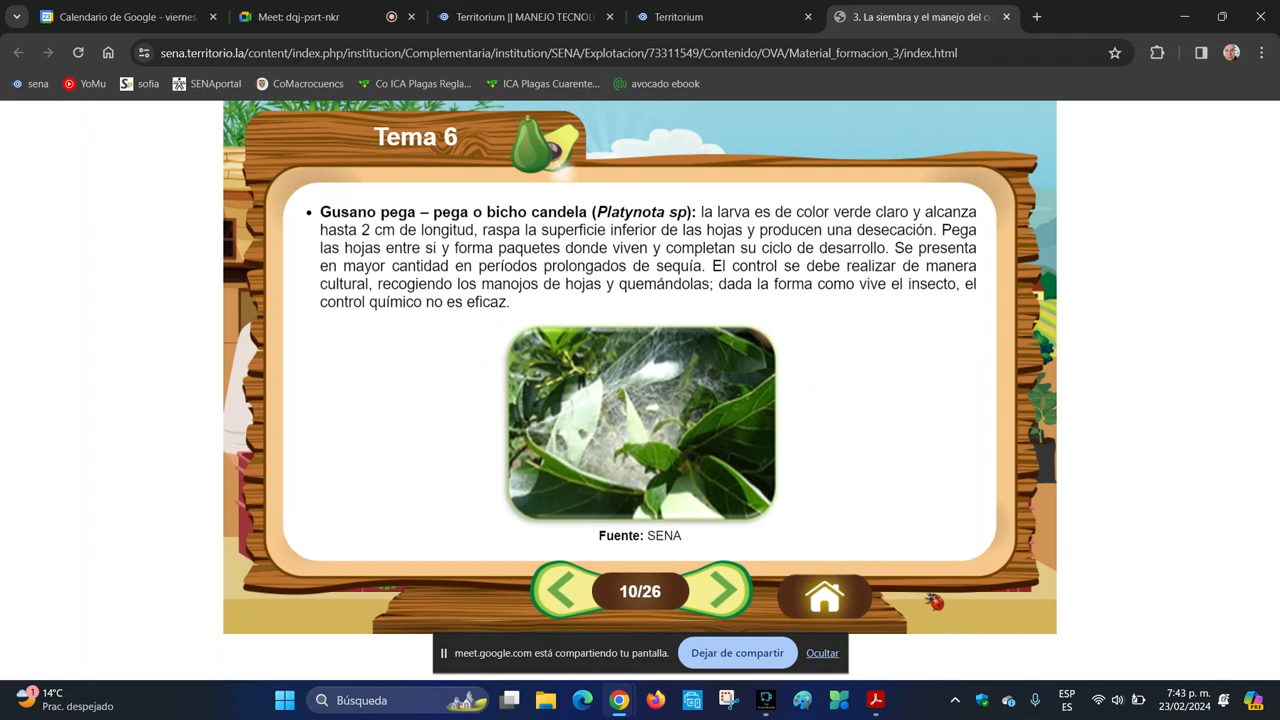 Calendario de Google - viernes,
Meet: dqj-psrt-nkr
Territorium || MANEJO TECNOL
Territorium
3. La siembra y el manejo del cu
sena.territorio.la/content/index.php/institucion/Complementaria/institution/SENA/Explotacion/73311549/Contenido/OVA/Material_formacion_3/index.html
sena
YoMu
sofia
SENAportal
CoMacrocuencs
Co ICA Plagas Regla...
ICA Plagas Cuarente...
avocado ebook
Tema 6
• Gusano pega – pega o bicho candela (Platynota sp): la larva es de color verde claro y alcanza
hasta 2 cm de longitud, raspa la superficie inferior de las hojas y producen una desecación. Pega
las hojas entre si y forma paquetes donde viven y completan su ciclo de desarrollo. Se presenta
en mayor cantidad en períodos prolongados de sequía. El control se debe realizar de manera
cultural, recogiendo los manojos de hojas y quemándolas; dada la forma como vive el insecto, el
control químico no es eficaz.
Fuente: SENA
10/26
meet.google.com está compartiendo tu pantalla.
Dejar de compartir
Ocultar
1
14°C
Prac. despejado
Búsqueda
ESP
ES
7:43 p. m.
23/02/2024